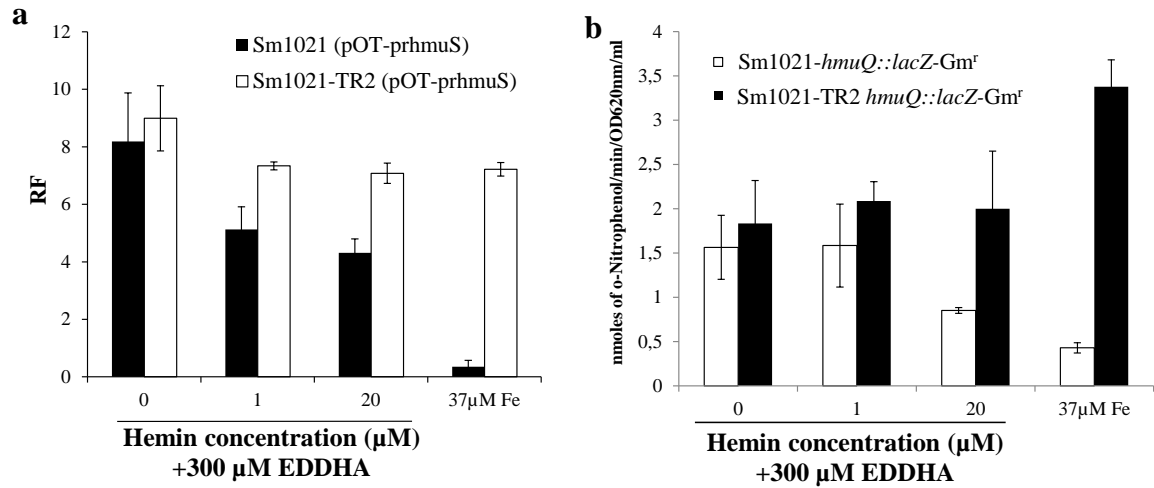 a
12
10
8
6
4
2
0
RF
Sm1021 (pOT-prhmuS)
Sm1021-TR2 (pOT-prhmuS)
0
1
20
37µM Fe
Hemin concentration (µM)
+300 µM EDDHA
b
4
3,5
3
2,5
2
1,5
1
0,5
0
nmoles of o-Nitrophenol/min/OD620nm/ml
Sm1021-hmuQ::lacZ-Gmʳ
Sm1021-TR2 hmuQ::lacZ-Gmʳ
0
1
20
37µM Fe
Hemin concentration (µM)
+300 µM EDDHA